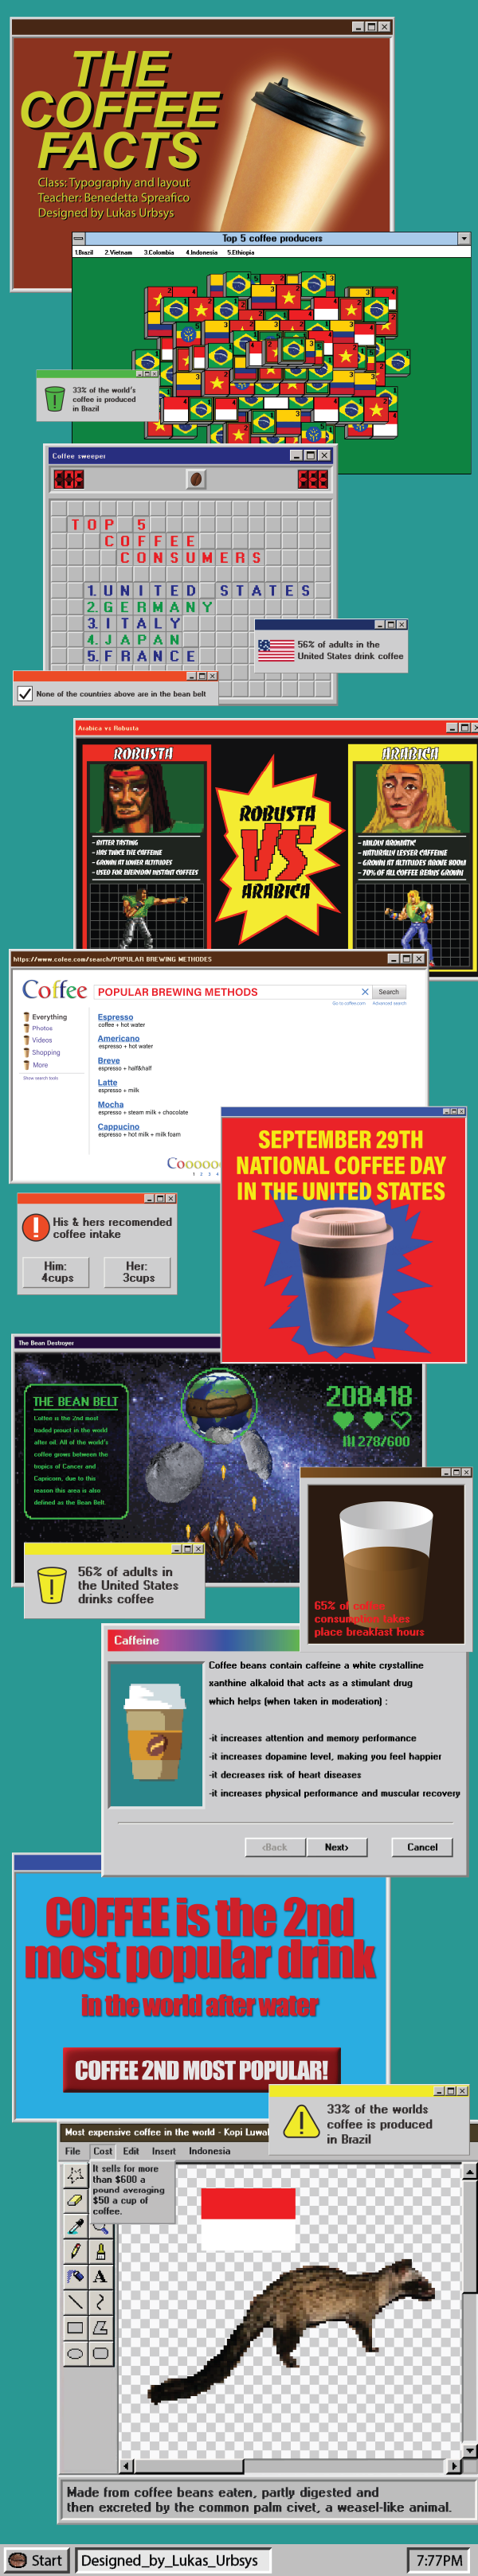 THE
COFFEE
FACTS
Class: Typography and layout
Teacher: Benedetta Spreafico
Designed by Lukas Urbsys
Top 5 coffee producers
1.Brazil 2.Vietnam 3.Colombia 4.Indonesia 5.Ethiopia
33% of the world's
coffee is produced
in Brazil
Coffee sweeper
COF FEE
TOP 5
COFFEE
CONSUMERS
1. UNITED STATES
2. GERMANY
3. ITALY
4. JAPAN
5. FRANCE
56% of adults in the
United States drink coffee
None of the countries above are in the bean belt
Arabica vs Robusta
ROBUSTA
- BITTER TASTING
- HAS TWICE THE CAFFEINE
- GROWN AT LOWER ALTITUDES
- USED FOR EVERYDAY INSTANT COFFEES
ROBUSTA
VS
ARABICA
ARABICA
- MILDLY AROMATIC
- NATURALLY LESSER CAFFEINE
- GROWN AT ALTITUDES ABOVE 800M
- 70% OF ALL COFFEE BEANS GROWN
https://www.cofee.com/search/POPULAR BREWING METHODES
Coffee
POPULAR BREWING METHODS
Search
Go to coffee.com Advanced search
Everything
Photos
Videos
Shopping
More
Show search tools
Espresso
coffee + hot water
Americano
espresso + hot water
Breve
espresso + half&half
Latte
espresso + milk
Mocha
espresso + steam milk + chocolate
Cappucino
espresso + hot milk + milk foam
Cooooo
1 2 3 4
SEPTEMBER 29TH
NATIONAL COFFEE DAY
IN THE UNITED STATES
His & hers recomended
coffee intake
Him:
4cups
Her:
3cups
The Bean Destroyer
THE BEAN BELT
Coffee is the 2nd most
traded prouct in the world
after oil. All of the world's
coffee grows between the
tropics of Cancer and
Capricorn, due to this
reason this area is also
defined as the Bean Belt.
208418
278/600
56% of adults in
the United States
drinks coffee
65% of coffee
consumption takes
place breakfast hours
Caffeine
Coffee beans contain caffeine a white crystalline
xanthine alkaloid that acts as a stimulant drug
which helps (when taken in moderation) :
-it increases attention and memory performance
-it increases dopamine level, making you feel happier
-it decreases risk of heart diseases
-it increases physical performance and muscular recovery
<Back Next> Cancel
COFFEE is the 2nd
most popular drink
in the world after water
COFFEE 2ND MOST POPULAR!
33% of the worlds
coffee is produced
in Brazil
Most expensive coffee in the world - Kopi Luwa
File Cost Edit Insert Indonesia
It sells for more
than $600 a
pound averaging
$50 a cup of
coffee.
A
Made from coffee beans eaten, partly digested and
then excreted by the common palm civet, a weasel-like animal.
Start Designed_by_Lukas_Urbsys 7:77PM